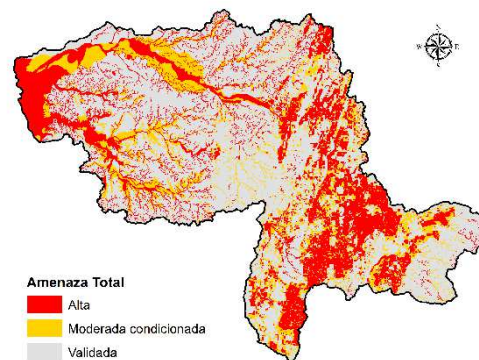 N
W E
S
Amenaza Total
Alta
Moderada condicionada
Validada